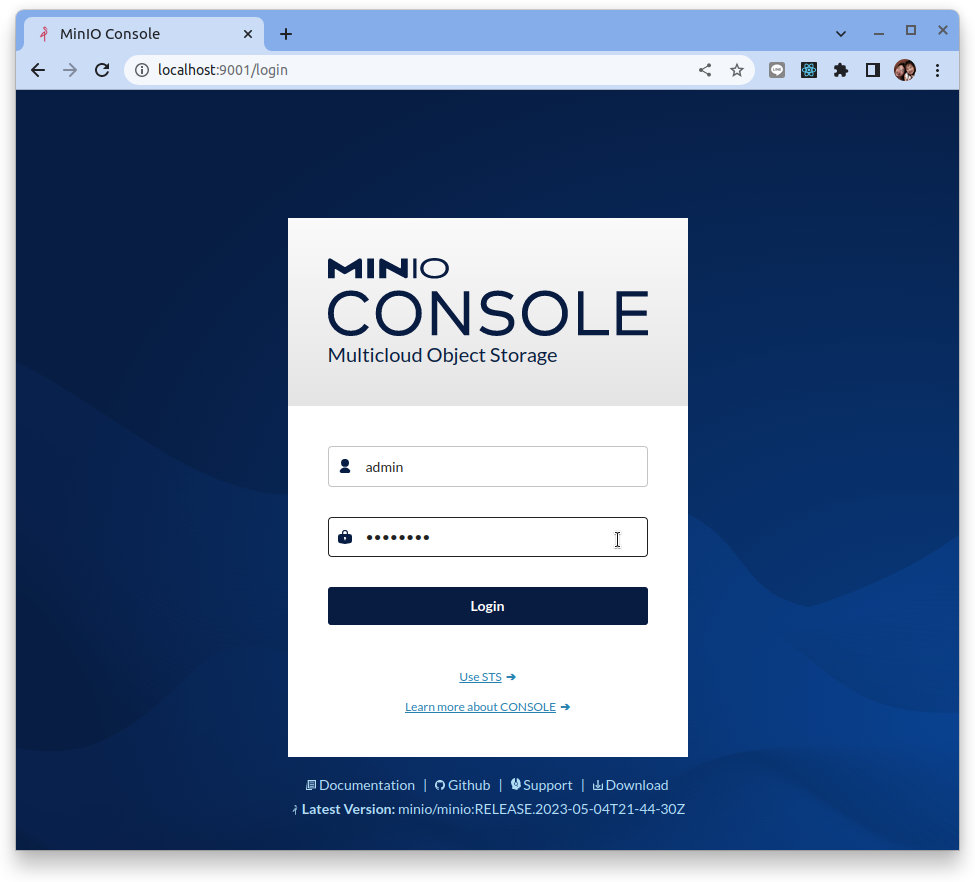 MinIO Console
localhost:9001/login
MINIO
CONSOLE
Multicloud Object Storage
admin
••••••••
Login
Use STS ➔
Learn more about CONSOLE ➔
Documentation | Github | Support | Download
Latest Version: minio/minio:RELEASE.2023-05-04T21-44-30Z